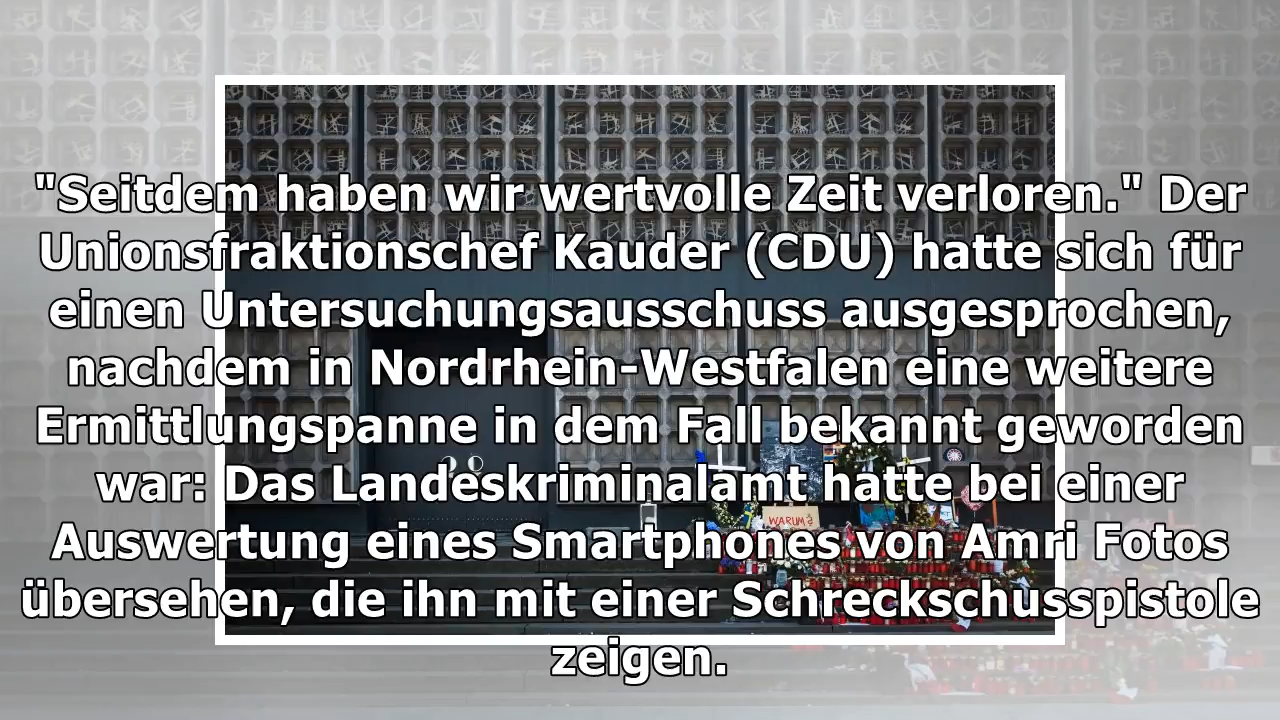 "Seitdem haben wir wertvolle Zeit verloren." Der
Unionsfraktionschef Kauder (CDU) hatte sich für
einen Untersuchungsausschuss ausgesprochen,
nachdem in Nordrhein-Westfalen eine weitere
Ermittlungspanne in dem Fall bekannt geworden
war: Das Landeskriminalamt hatte bei einer
Auswertung eines Smartphones von Amri Fotos
übersehen, die ihn mit einer Schreckschusspistole
zeigen.
WARUM?